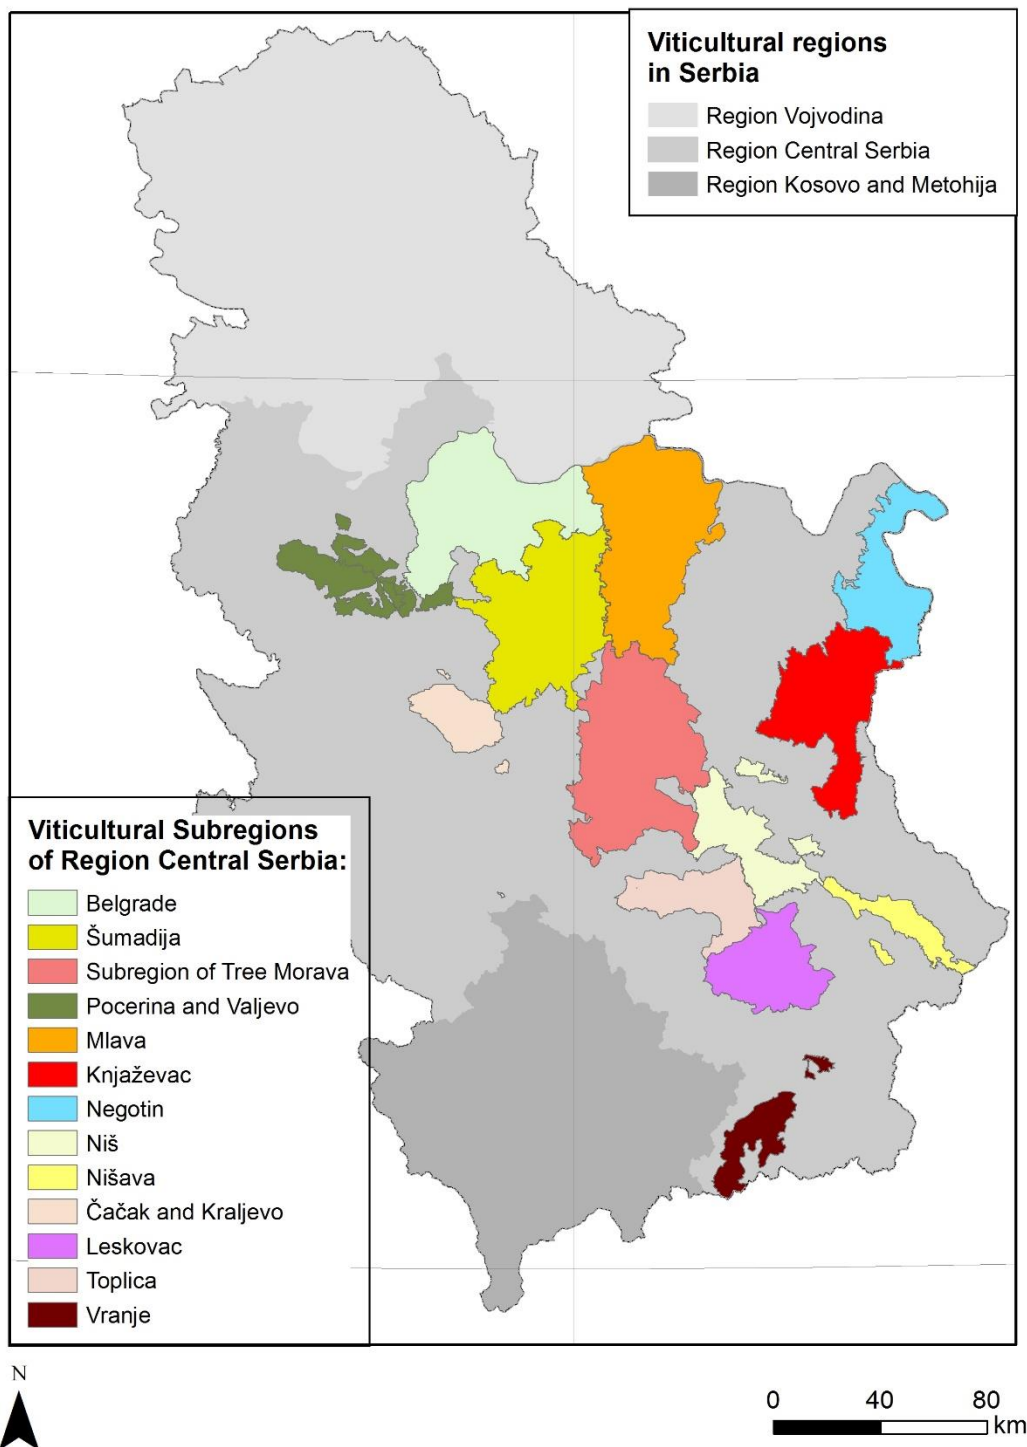 Viticultural regions
in Serbia
Region Vojvodina
Region Central Serbia
Region Kosovo and Metohija
Viticultural Subregions
of Region Central Serbia:
Belgrade
Šumadija
Subregion of Tree Morava
Pocerina and Valjevo
Mlava
Knjaževac
Negotin
Niš
Nišava
Čačak and Kraljevo
Leskovac
Toplica
Vranje
N
0 40 80
km